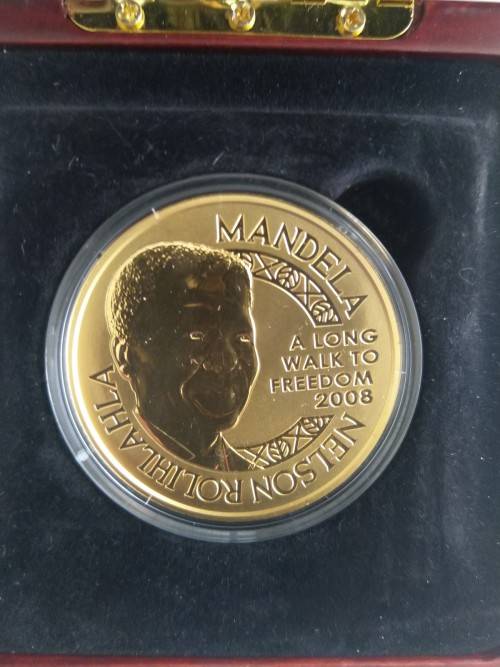 MANDELA
A LONG
WALK TO
FREEDOM
2008
NELSON ROLIHLAHLA